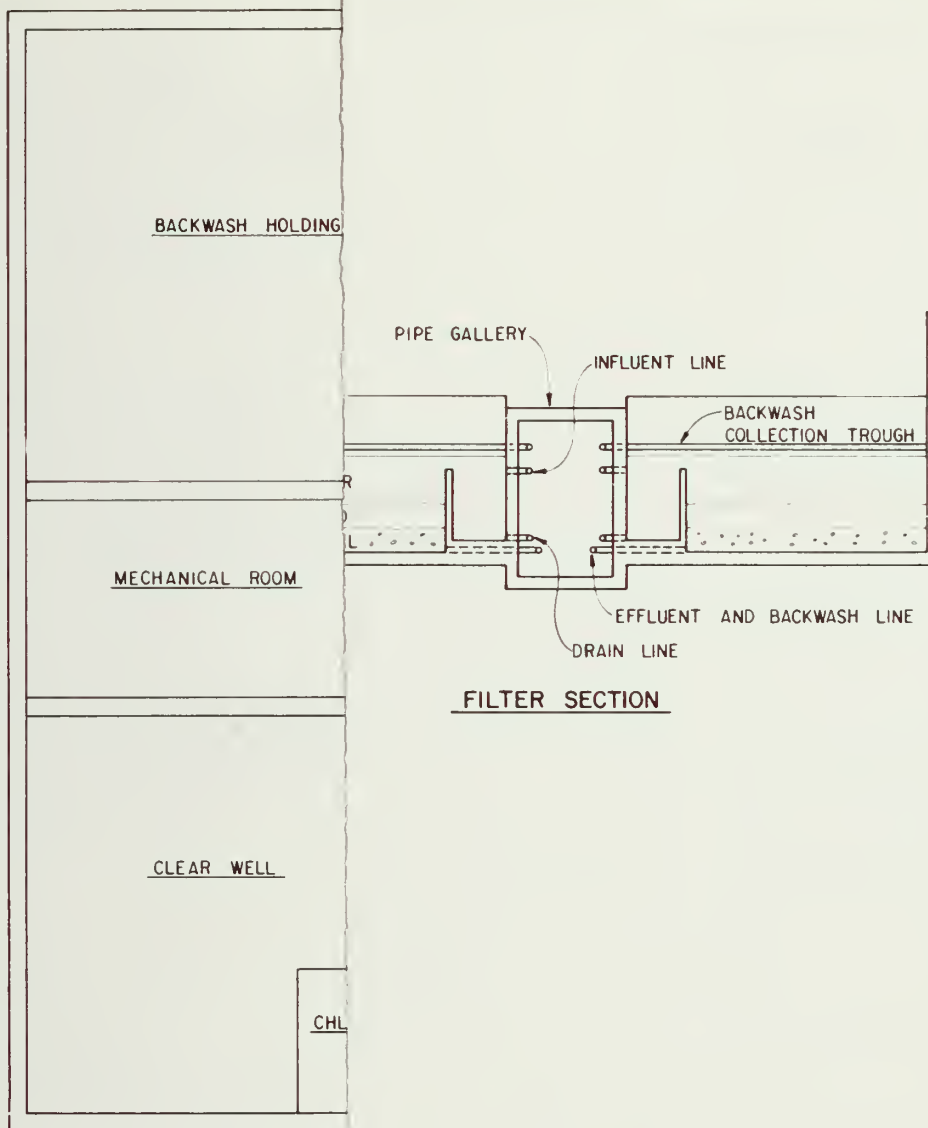 BACKWASH HOLDING
MECHANICAL ROOM
CLEAR WELL
CHL
PIPE GALLERY
INFLUENT LINE
BACKWASH
COLLECTION TROUGH
R
L
EFFLUENT AND BACKWASH LINE
DRAIN LINE
FILTER SECTION